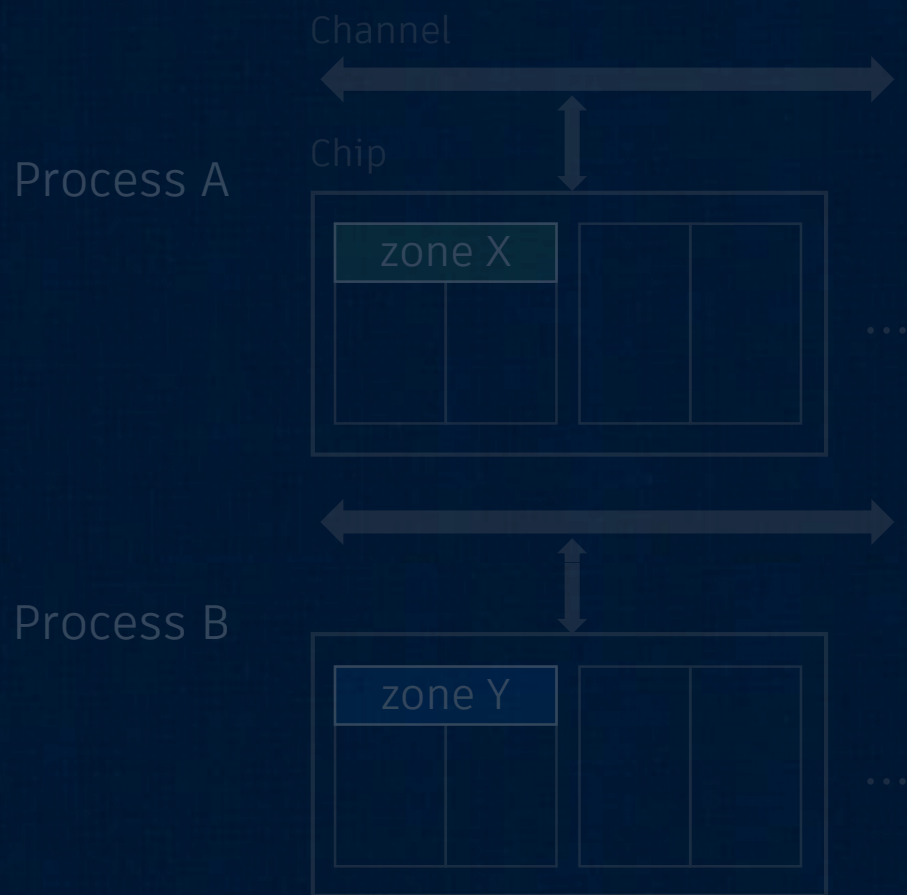 Channel
Chip
Process A
zone X
...
Process B
zone Y
...